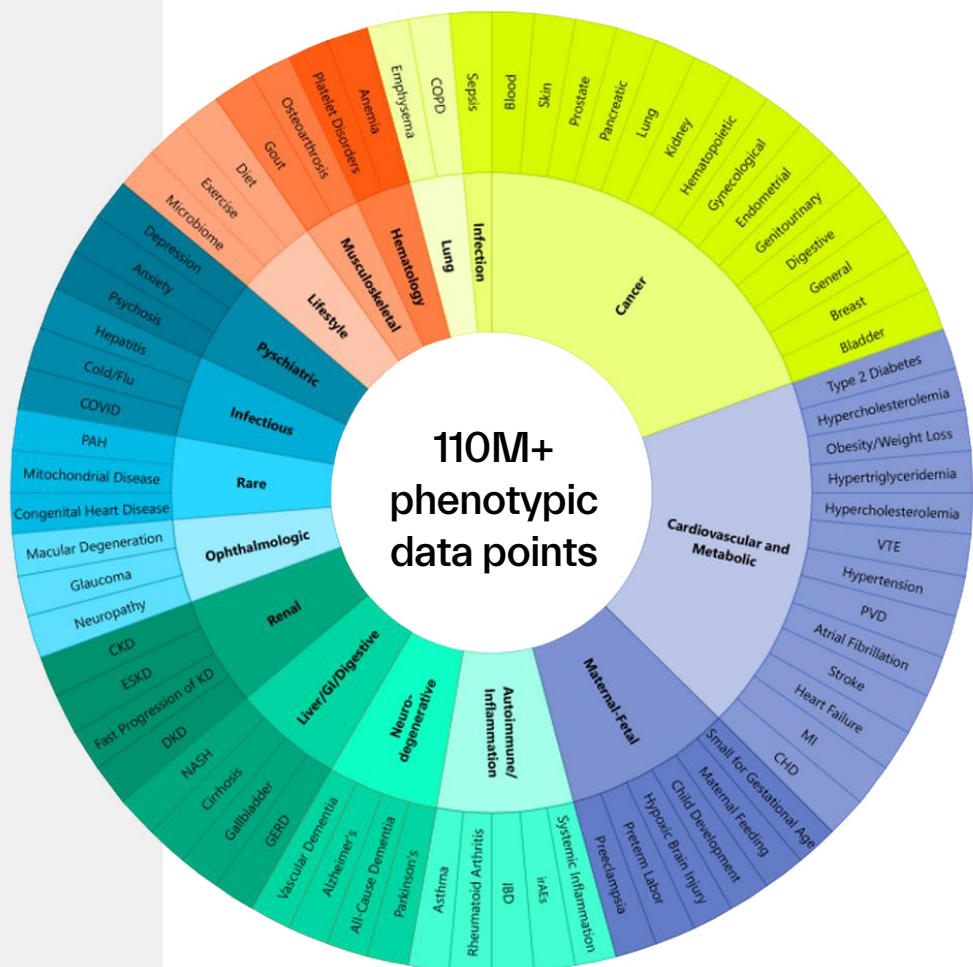 110M+
phenotypic
data points
Infection
Sepsis
Cancer
Blood
Skin
Prostate
Pancreatic
Lung
Kidney
Hematopoietic
Gynecological
Endometrial
Genitourinary
Digestive
General
Breast
Bladder
Cardiovascular and
Metabolic
Type 2 Diabetes
Hypercholesterolemia
Obesity/Weight Loss
Hypertriglyceridemia
Hypercholesterolemia
VTE
Hypertension
PVD
Atrial Fibrillation
Stroke
Heart Failure
MI
CHD
Maternal-Fetal
Small for Gestational Age
Maternal Feeding
Child Development
Hypoxic Brain Injury
Preterm Labor
Preeclampsia
Autoimmune/
Inflammation
Systemic Inflammation
irAEs
IBD
Rheumatoid Arthritis
Asthma
Neuro-
degenerative
Parkinson's
All-Cause Dementia
Alzheimer's
Vascular Dementia
Liver/GI/Digestive
GERD
Gallbladder
Cirrhosis
NASH
Renal
DKD
Fast Progression of KD
ESKD
CKD
Ophthalmologic
Neuropathy
Glaucoma
Macular Degeneration
Rare
Congenital Heart Disease
Mitochondrial Disease
PAH
Infectious
COVID
Cold/Flu
Hepatitis
Pyschiatric
Psychosis
Anxiety
Depression
Lifestyle
Microbiome
Exercise
Diet
Musculoskeletal
Gout
Osteoarthrosis
Hematology
Platelet Disorders
Anemia
Lung
Emphysema
COPD